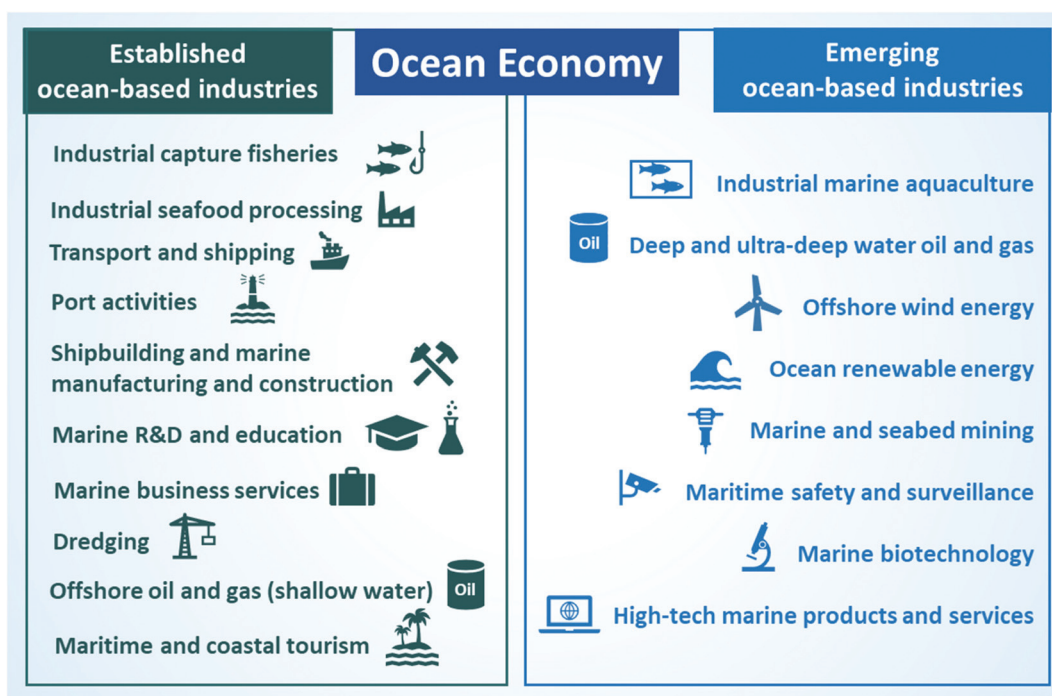 Ocean Economy
Established
ocean-based industries
Industrial capture fisheries
Industrial seafood processing
Transport and shipping
Port activities
Shipbuilding and marine
manufacturing and construction
Marine R&D and education
Marine business services
Dredging
Offshore oil and gas (shallow water)
Oil
Maritime and coastal tourism
Emerging
ocean-based industries
Industrial marine aquaculture
Oil
Deep and ultra-deep water oil and gas
Offshore wind energy
Ocean renewable energy
Marine and seabed mining
Maritime safety and surveillance
Marine biotechnology
High-tech marine products and services